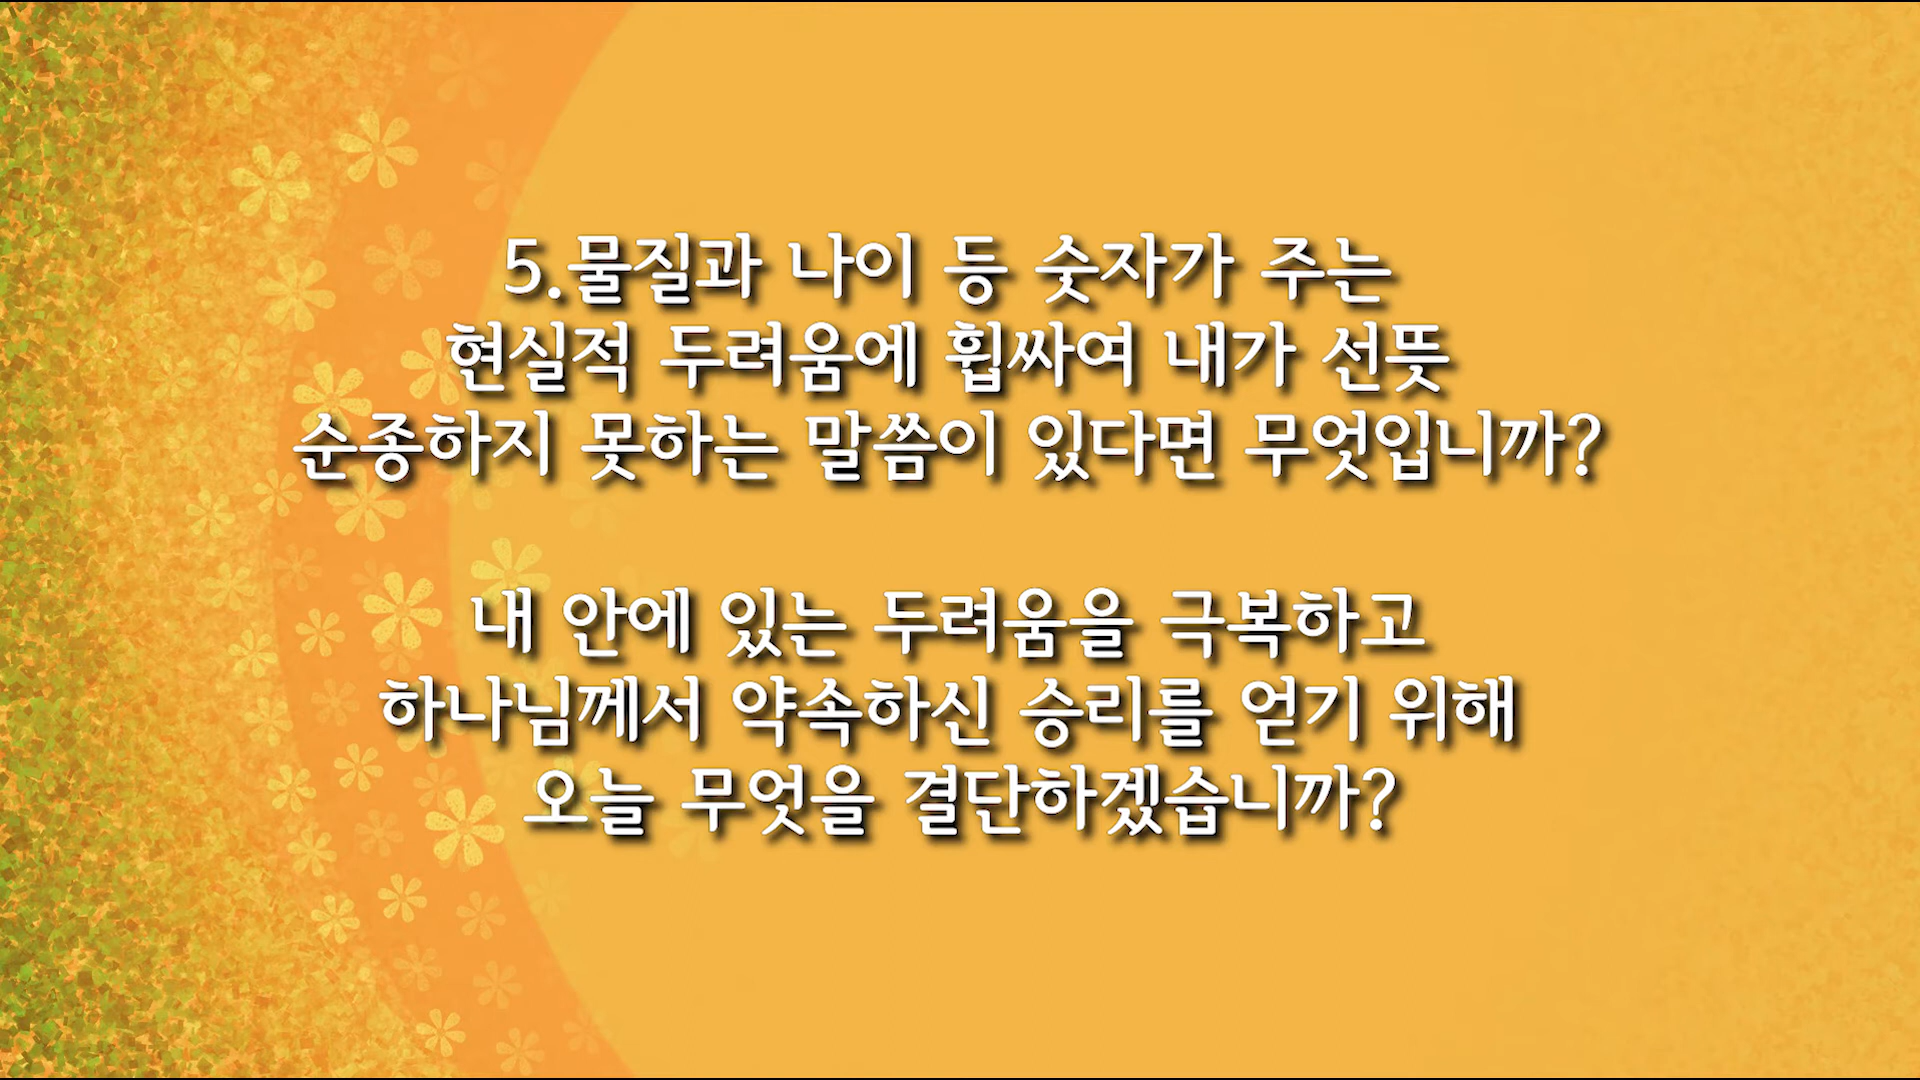 5.물질과 나이 등 숫자가 주는
현실적 두려움에 휩싸여 내가 선뜻
순종하지 못하는 말씀이 있다면 무엇입니까?
내 안에 있는 두려움을 극복하고
하나님께서 약속하신 승리를 얻기 위해
오늘 무엇을 결단하겠습니까?